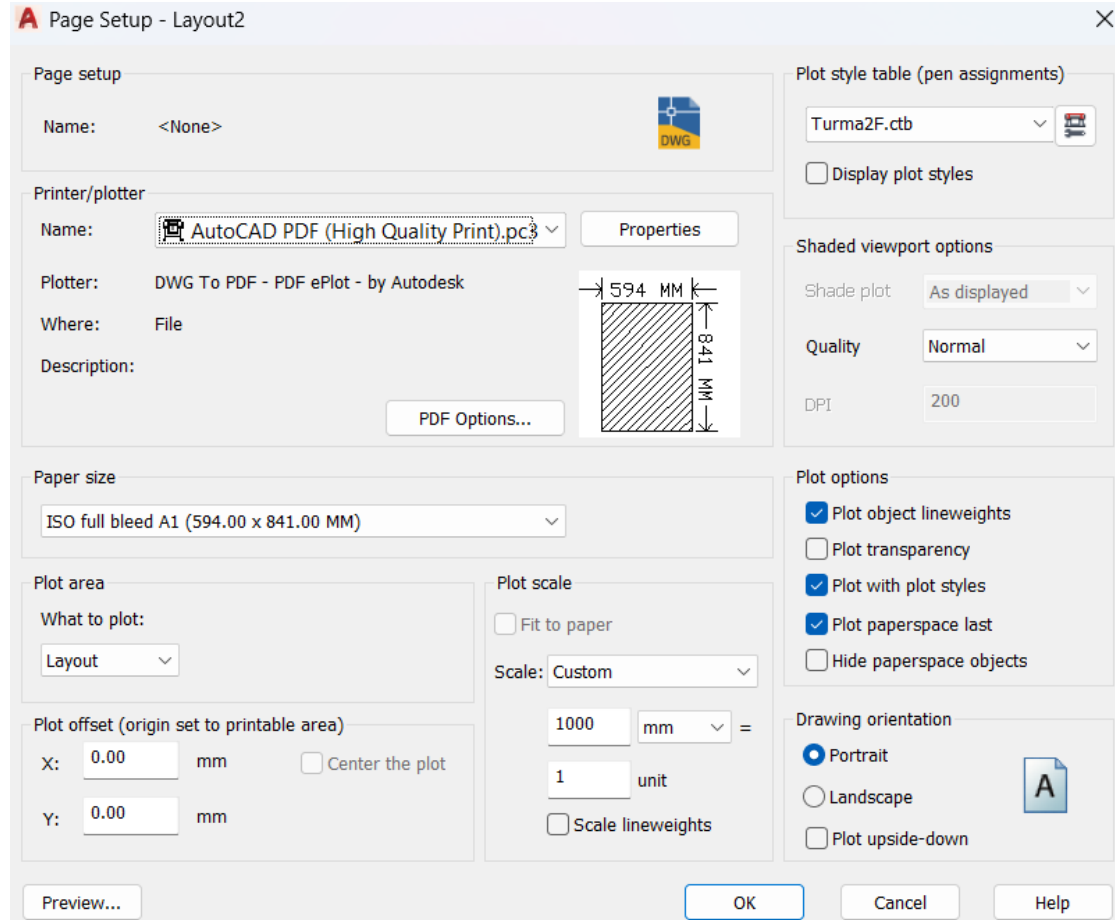 Page Setup - Layout2
Page setup
Name: <None>
DWG
Printer/plotter
Name: AutoCAD PDF (High Quality Print).pc3
Properties
Plotter: DWG To PDF - PDF ePlot - by Autodesk
Where: File
Description:
PDF Options...
594 MM
841 MM
Paper size
ISO full bleed A1 (594.00 x 841.00 MM)
Plot area
What to plot:
Layout
Plot offset (origin set to printable area)
X: 0.00 mm
Center the plot
Y: 0.00 mm
Plot scale
Fit to paper
Scale: Custom
1000 mm =
1 unit
Scale lineweights
Plot style table (pen assignments)
Turma2F.ctb
Display plot styles
Shaded viewport options
Shade plot As displayed
Quality Normal
DPI 200
Plot options
Plot object lineweights
Plot transparency
Plot with plot styles
Plot paperspace last
Hide paperspace objects
Drawing orientation
Portrait
Landscape
Plot upside-down
A
Preview...
OK
Cancel
Help